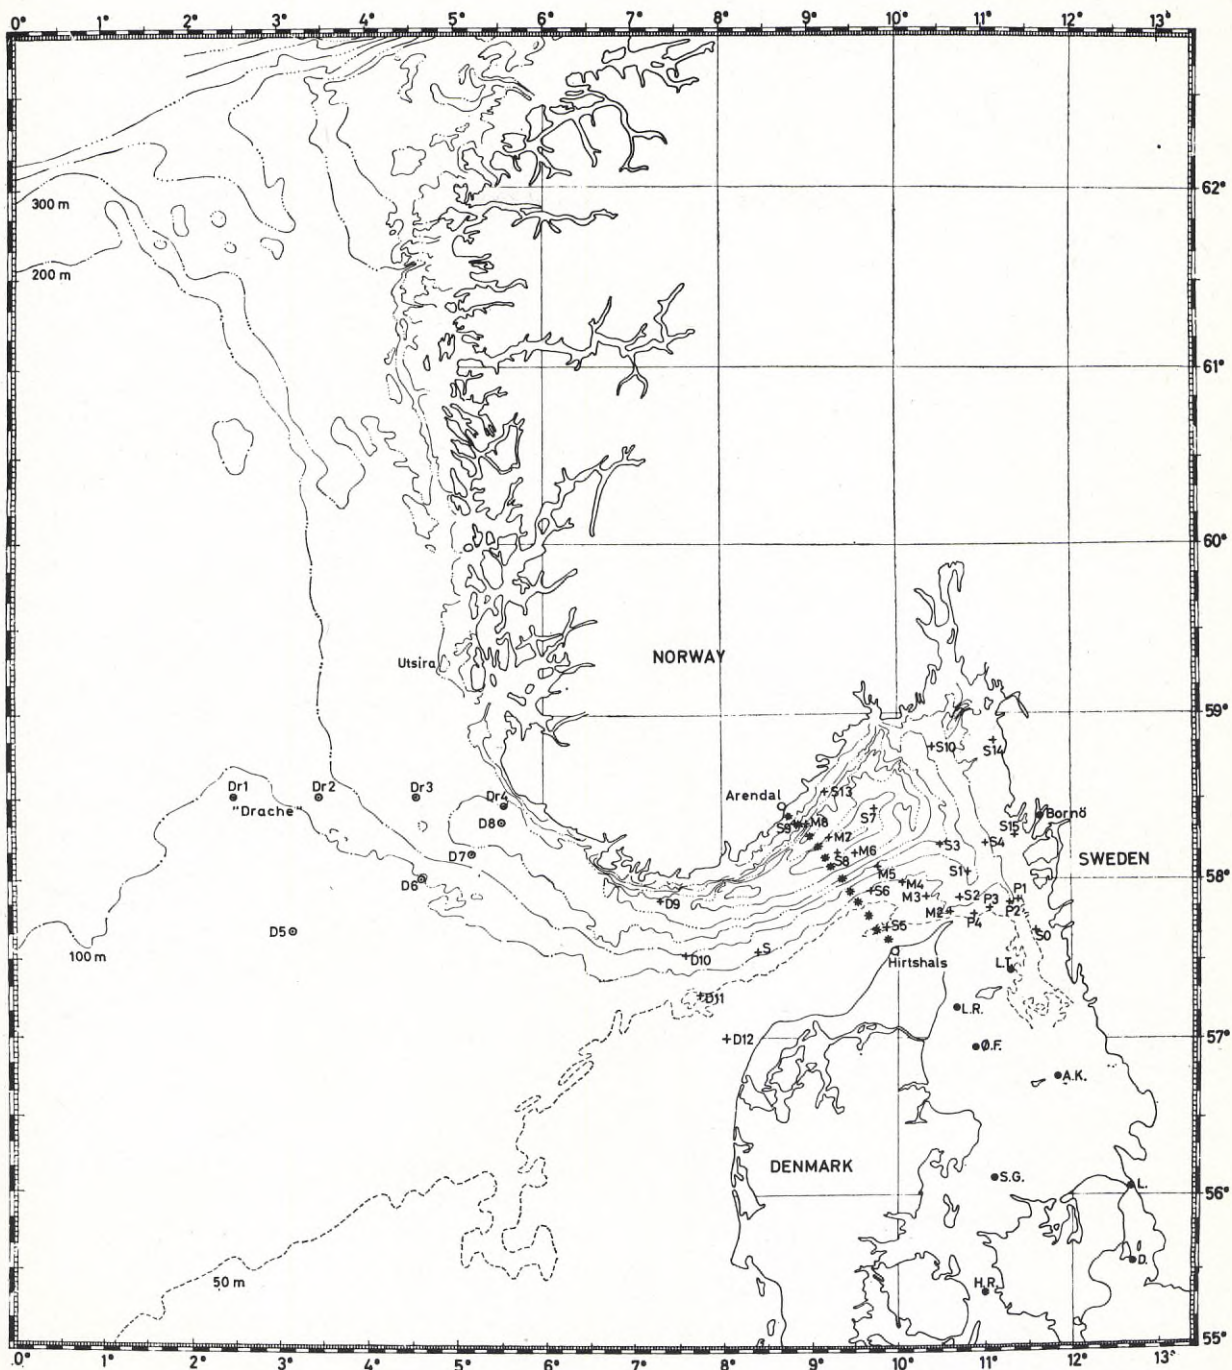 0° 1° 2° 3° 4° 5° 6° 7° 8° 9° 10° 11° 12° 13°
62°
300 m
200 m
61°
60°
NORWAY
Utsira
59°
S10
S14
Dr1 Dr2 Dr3 Dr4
"Drache"
S13
Arendal
D8
S9 M8
S7
Bornö
S15
M7
D7
M6
S8
S3
S4
SWEDEN
D6
M5
S1
58°
M4
S6
M3
S2
P3
P1
D9
M2
P4
P2
D5
S5
S0
100 m
D10
S
Hirtshals
L.T.
D11
L.R.
D12
57°
Ø.F.
A.K.
DENMARK
S.G.
L.
56°
D.
50 m
H.R.
55°
0° 1° 2° 3° 4° 5° 6° 7° 8° 9° 10° 11° 12° 13°